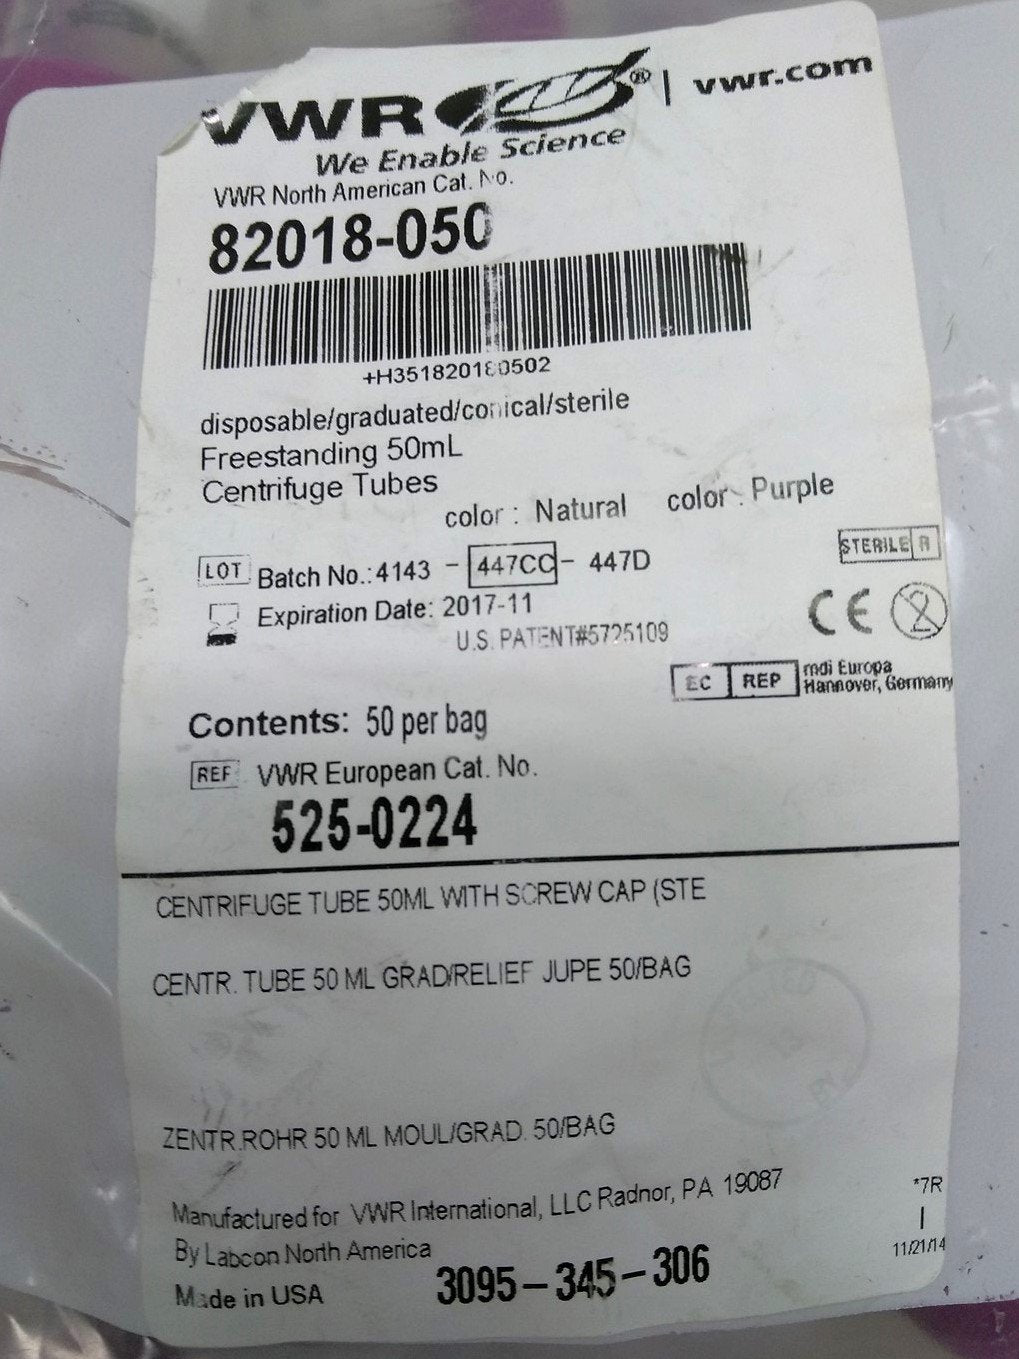 VWR® | vwr.com
We Enable Science
VWR North American Cat. No.
82018-050
+H351820180502
disposable/graduated/conical/sterile
Freestanding 50mL
Centrifuge Tubes
color : Natural color : Purple
STERILE R
LOT Batch No.:4143 - 447CC - 447D
Expiration Date: 2017-11
CE 2
U.S. PATENT#5725109
EC REP mdi Europa
Hannover, Germany
Contents: 50 per bag
REF VWR European Cat. No.
525-0224
CENTRIFUGE TUBE 50ML WITH SCREW CAP (STE
CENTR. TUBE 50 ML GRAD/RELIEF JUPE 50/BAG
ZENTR.ROHR 50 ML MOUL/GRAD. 50/BAG
Manufactured for VWR International, LLC Radnor, PA 19087
By Labcon North America
Made in USA 3095-345-306
*7R
I
11/21/14